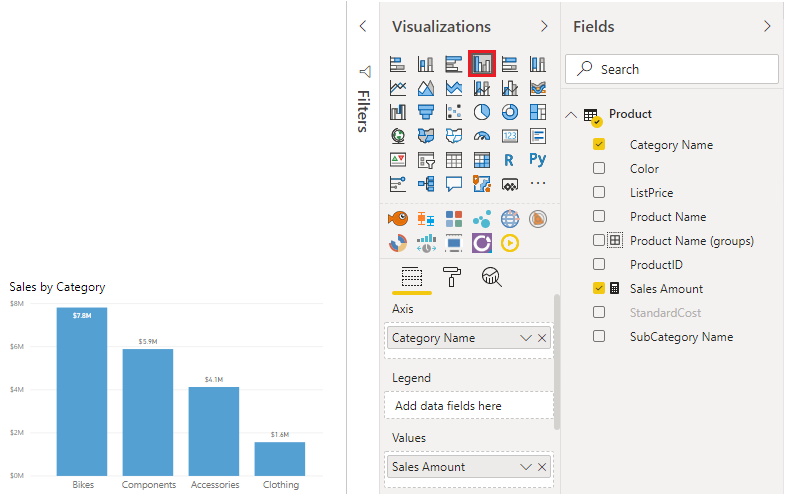 Sales by Category
$8M
$6M
$4M
$2M
$0M
$7.8M
$5.9M
$4.1M
$1.6M
Bikes
Components
Accessories
Clothing
Filters
Visualizations
123
R
Py
Axis
Category Name
Legend
Add data fields here
Values
Sales Amount
Fields
Search
Product
Category Name
Color
ListPrice
Product Name
Product Name (groups)
ProductID
Sales Amount
StandardCost
SubCategory Name